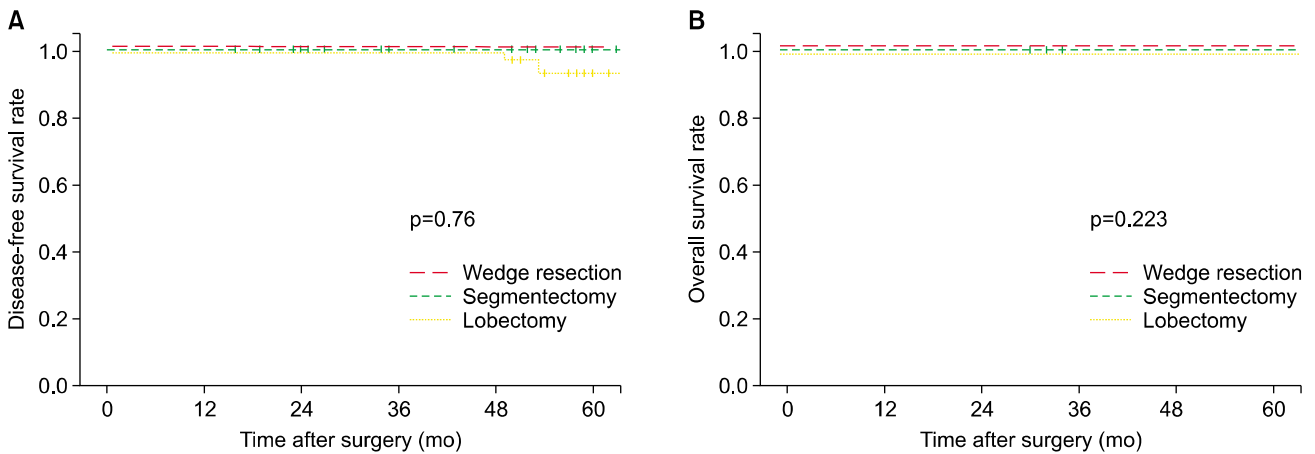 A
Disease-free survival rate
1.0
0.8
0.6
0.4
0.2
0.0
p=0.76
Wedge resection
Segmentectomy
Lobectomy
0 12 24 36 48 60
Time after surgery (mo)
B
Overall survival rate
1.0
0.8
0.6
0.4
0.2
0.0
p=0.223
Wedge resection
Segmentectomy
Lobectomy
0 12 24 36 48 60
Time after surgery (mo)